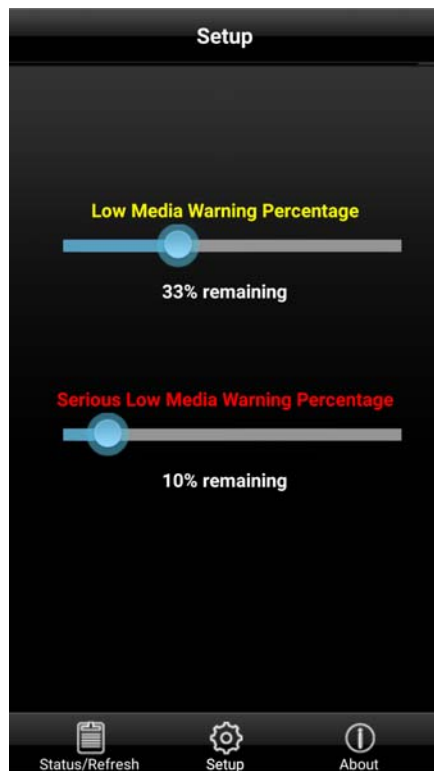 Setup
Low Media Warning Percentage
33% remaining
Serious Low Media Warning Percentage
10% remaining
Status/Refresh Setup About